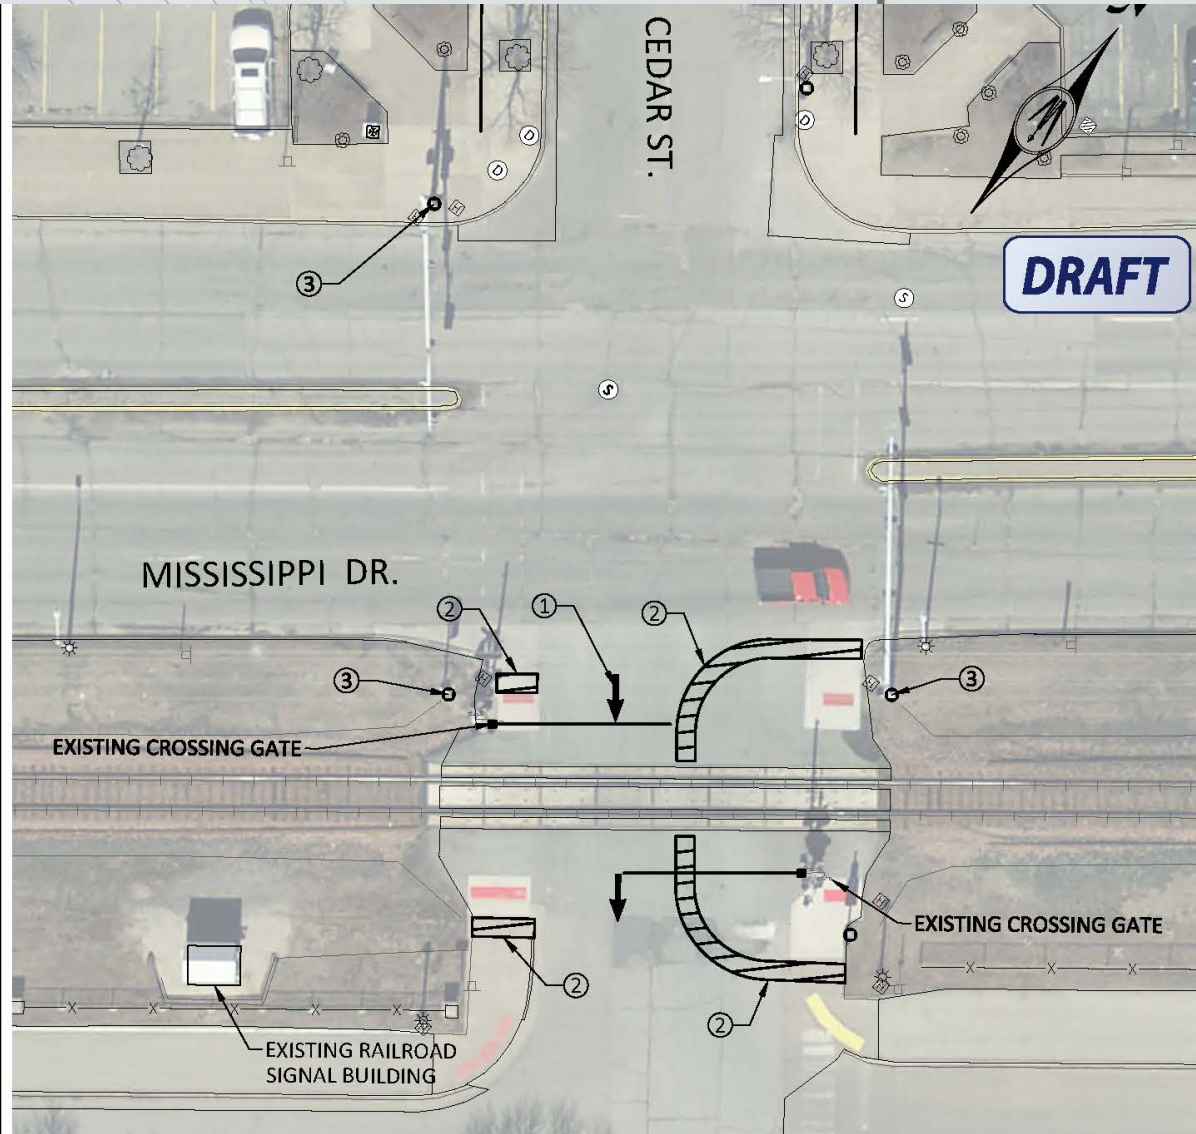 CEDAR ST.
N
D
D
D
H
H
H
3
DRAFT
S
S
MISSISSIPPI DR.
2
1
2
H
H
3
3
EXISTING CROSSING GATE
H
EXISTING CROSSING GATE
X
X
X
2
2
H
X
X
X
X
EXISTING RAILROAD
SIGNAL BUILDING